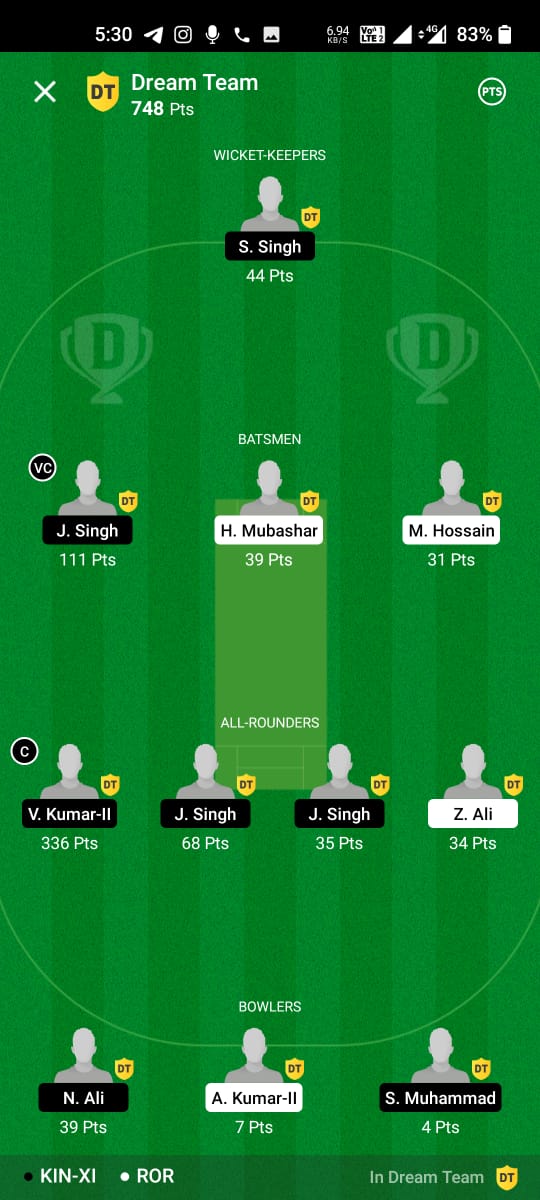 5:30 6.94 KB/S VoD 1 LTE 2 4G 83%
DT Dream Team PTS
748 Pts
WICKET-KEEPERS
DT
S. Singh
44 Pts
D D
BATSMEN
VC DT DT DT
J. Singh H. Mubashar M. Hossain
111 Pts 39 Pts 31 Pts
ALL-ROUNDERS
C DT DT DT DT
V. Kumar-II J. Singh J. Singh Z. Ali
336 Pts 68 Pts 35 Pts 34 Pts
BOWLERS
DT DT DT
N. Ali A. Kumar-II S. Muhammad
39 Pts 7 Pts 4 Pts
KIN-XI ROR In Dream Team DT